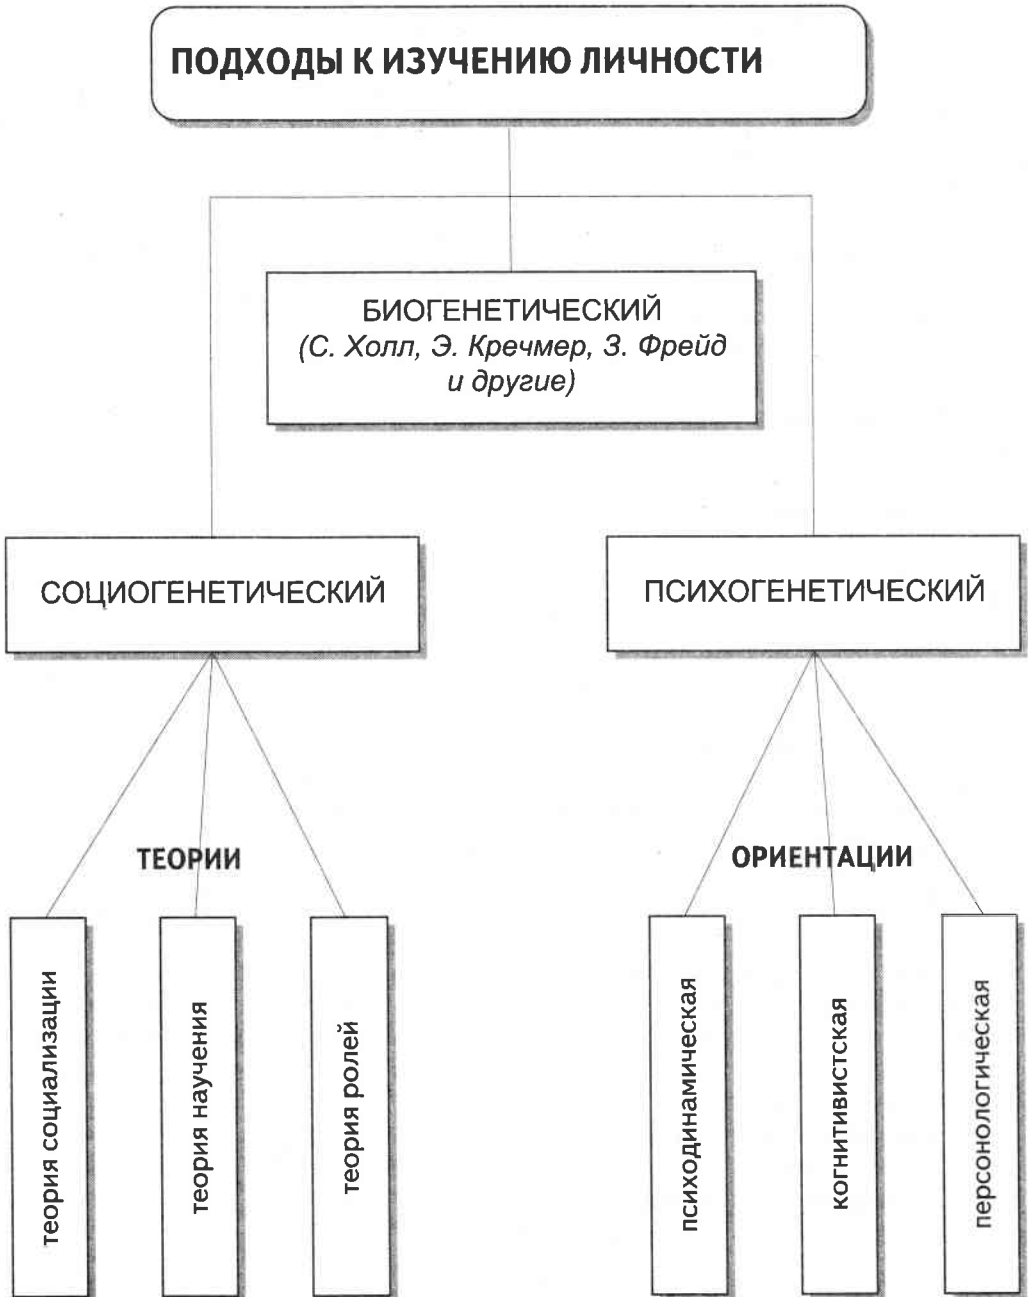 ПОДХОДЫ К ИЗУЧЕНИЮ ЛИЧНОСТИ
БИОГЕНЕТИЧЕСКИЙ
(С. Холл, Э. Кречмер, З. Фрейд
и другие)
СОЦИОГЕНЕТИЧЕСКИЙ
ПСИХОГЕНЕТИЧЕСКИЙ
ТЕОРИИ
ОРИЕНТАЦИИ
теория социализации
теория научения
теория ролей
психодинамическая
когнитивистская
персонологическая